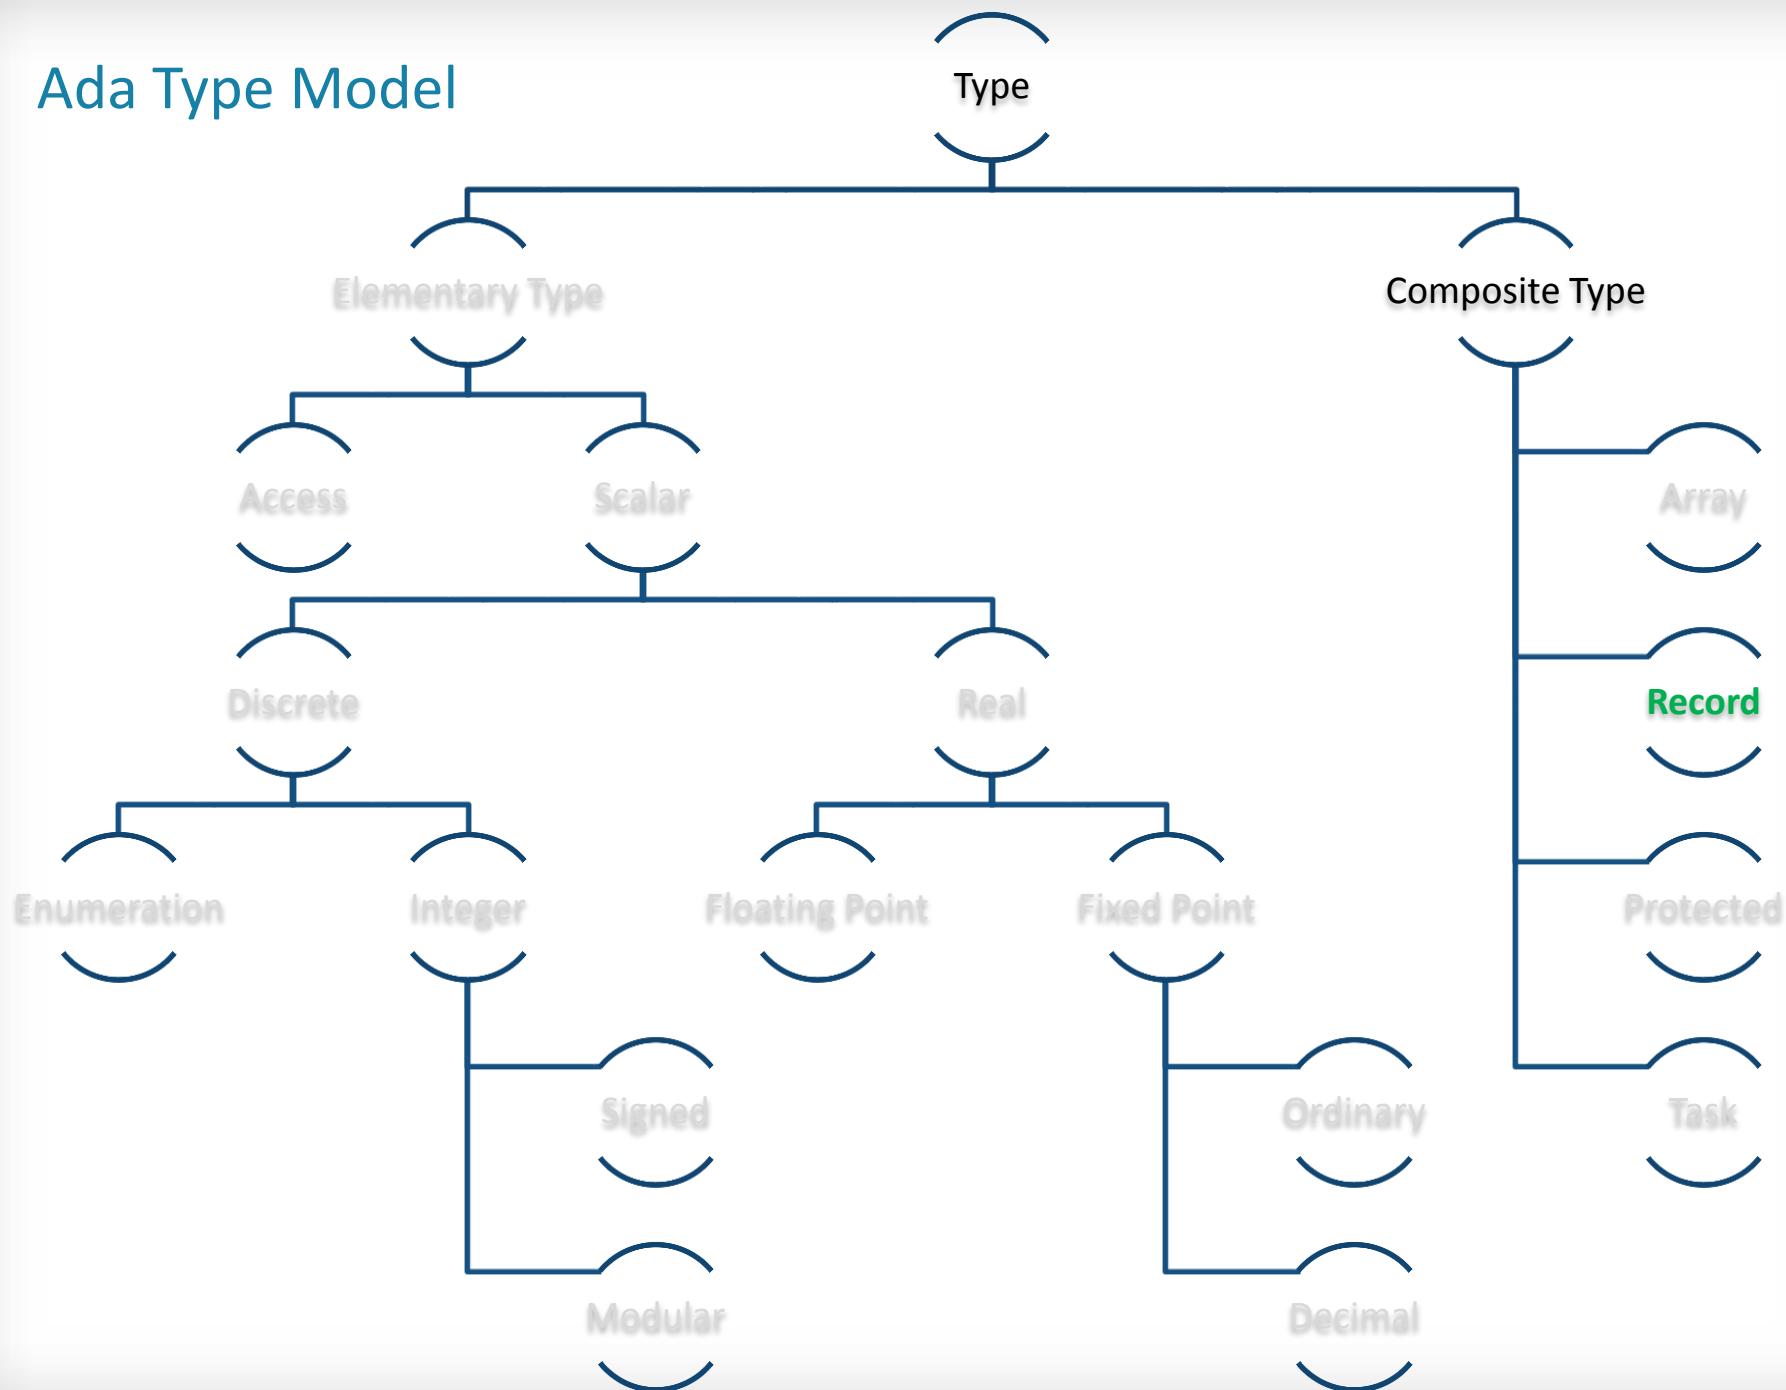 Ada Type Model
Type
Elementary Type
Composite Type
Access
Scalar
Array
Discrete
Real
Record
Enumeration
Integer
Floating Point
Fixed Point
Protected
Signed
Ordinary
Task
Modular
Decimal